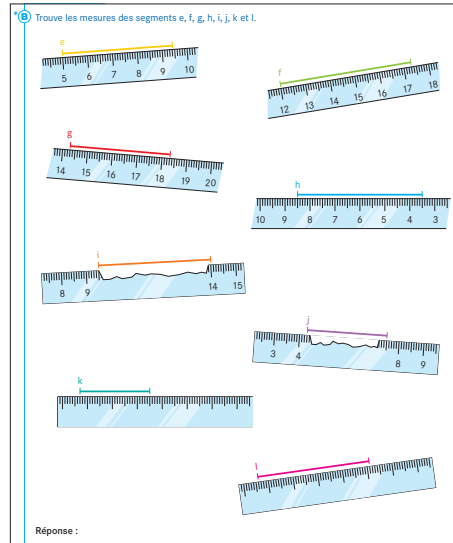 * B Trouve les mesures des segments e, f, g, h, i, j, k et l.
e
5 6 7 8 9 10
f
12 13 14 15 16 17 18
g
14 15 16 17 18 19 20
h
10 9 8 7 6 5 4 3
i
8 9 14 15
j
3 4 8 9
k
l
Réponse :